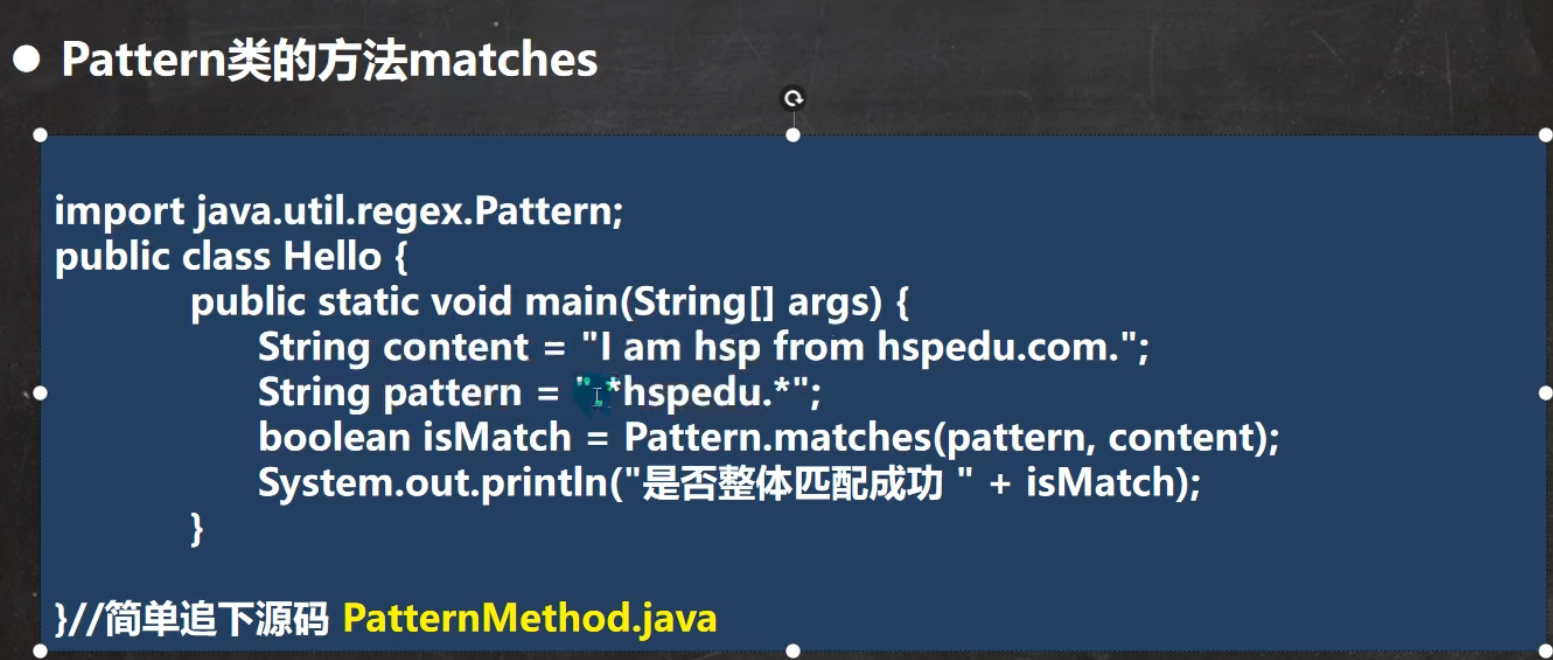 ● Pattern类的方法matches
import java.util.regex.Pattern;
public class Hello {
public static void main(String[] args) {
String content = "I am hsp from hspedu.com.";
String pattern = ".*hspedu.*";
boolean isMatch = Pattern.matches(pattern, content);
System.out.println("是否整体匹配成功 " + isMatch);
}
}//简单追下源码 PatternMethod.java